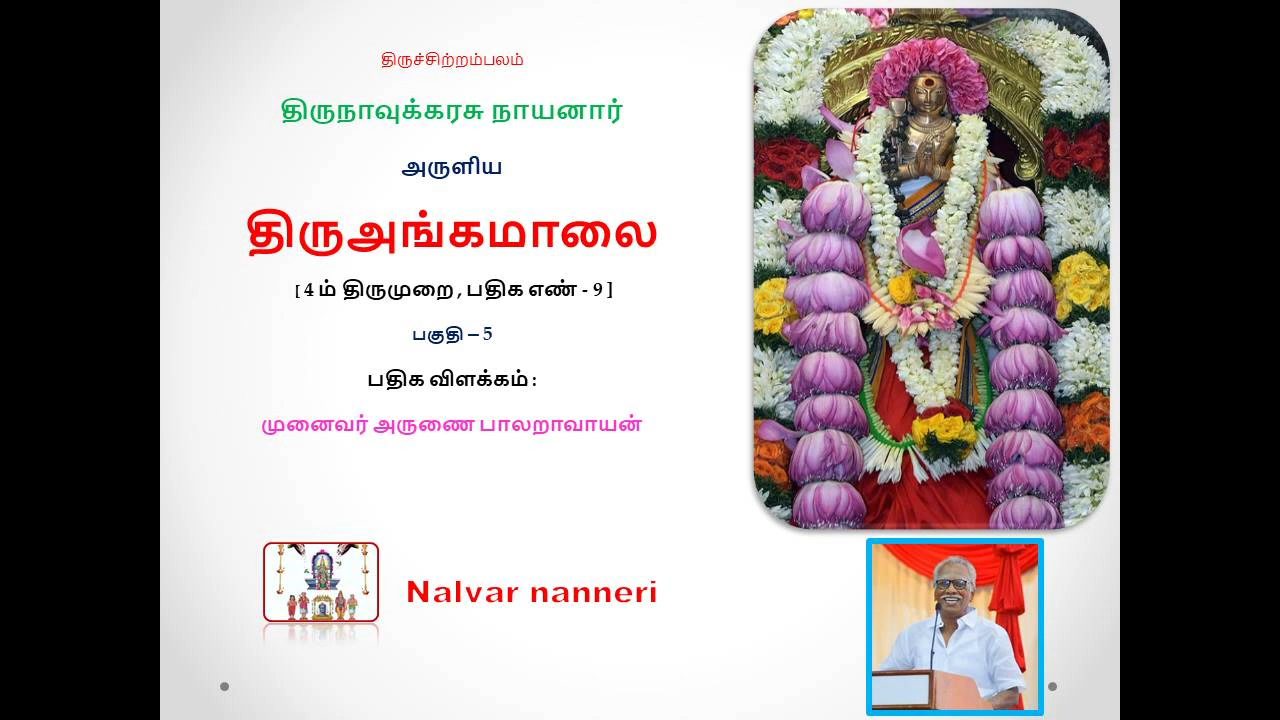 திருச்சிற்றம்பலம்
திருநாவுக்கரசு நாயனார்
அருளிய
திருஅங்கமாலை
[ 4 ம் திருமுறை , பதிக எண் - 9 ]
பகுதி – 5
பதிக விளக்கம் :
முனைவர் அருணை பாலறாவாயன்
Nalvar nanneri